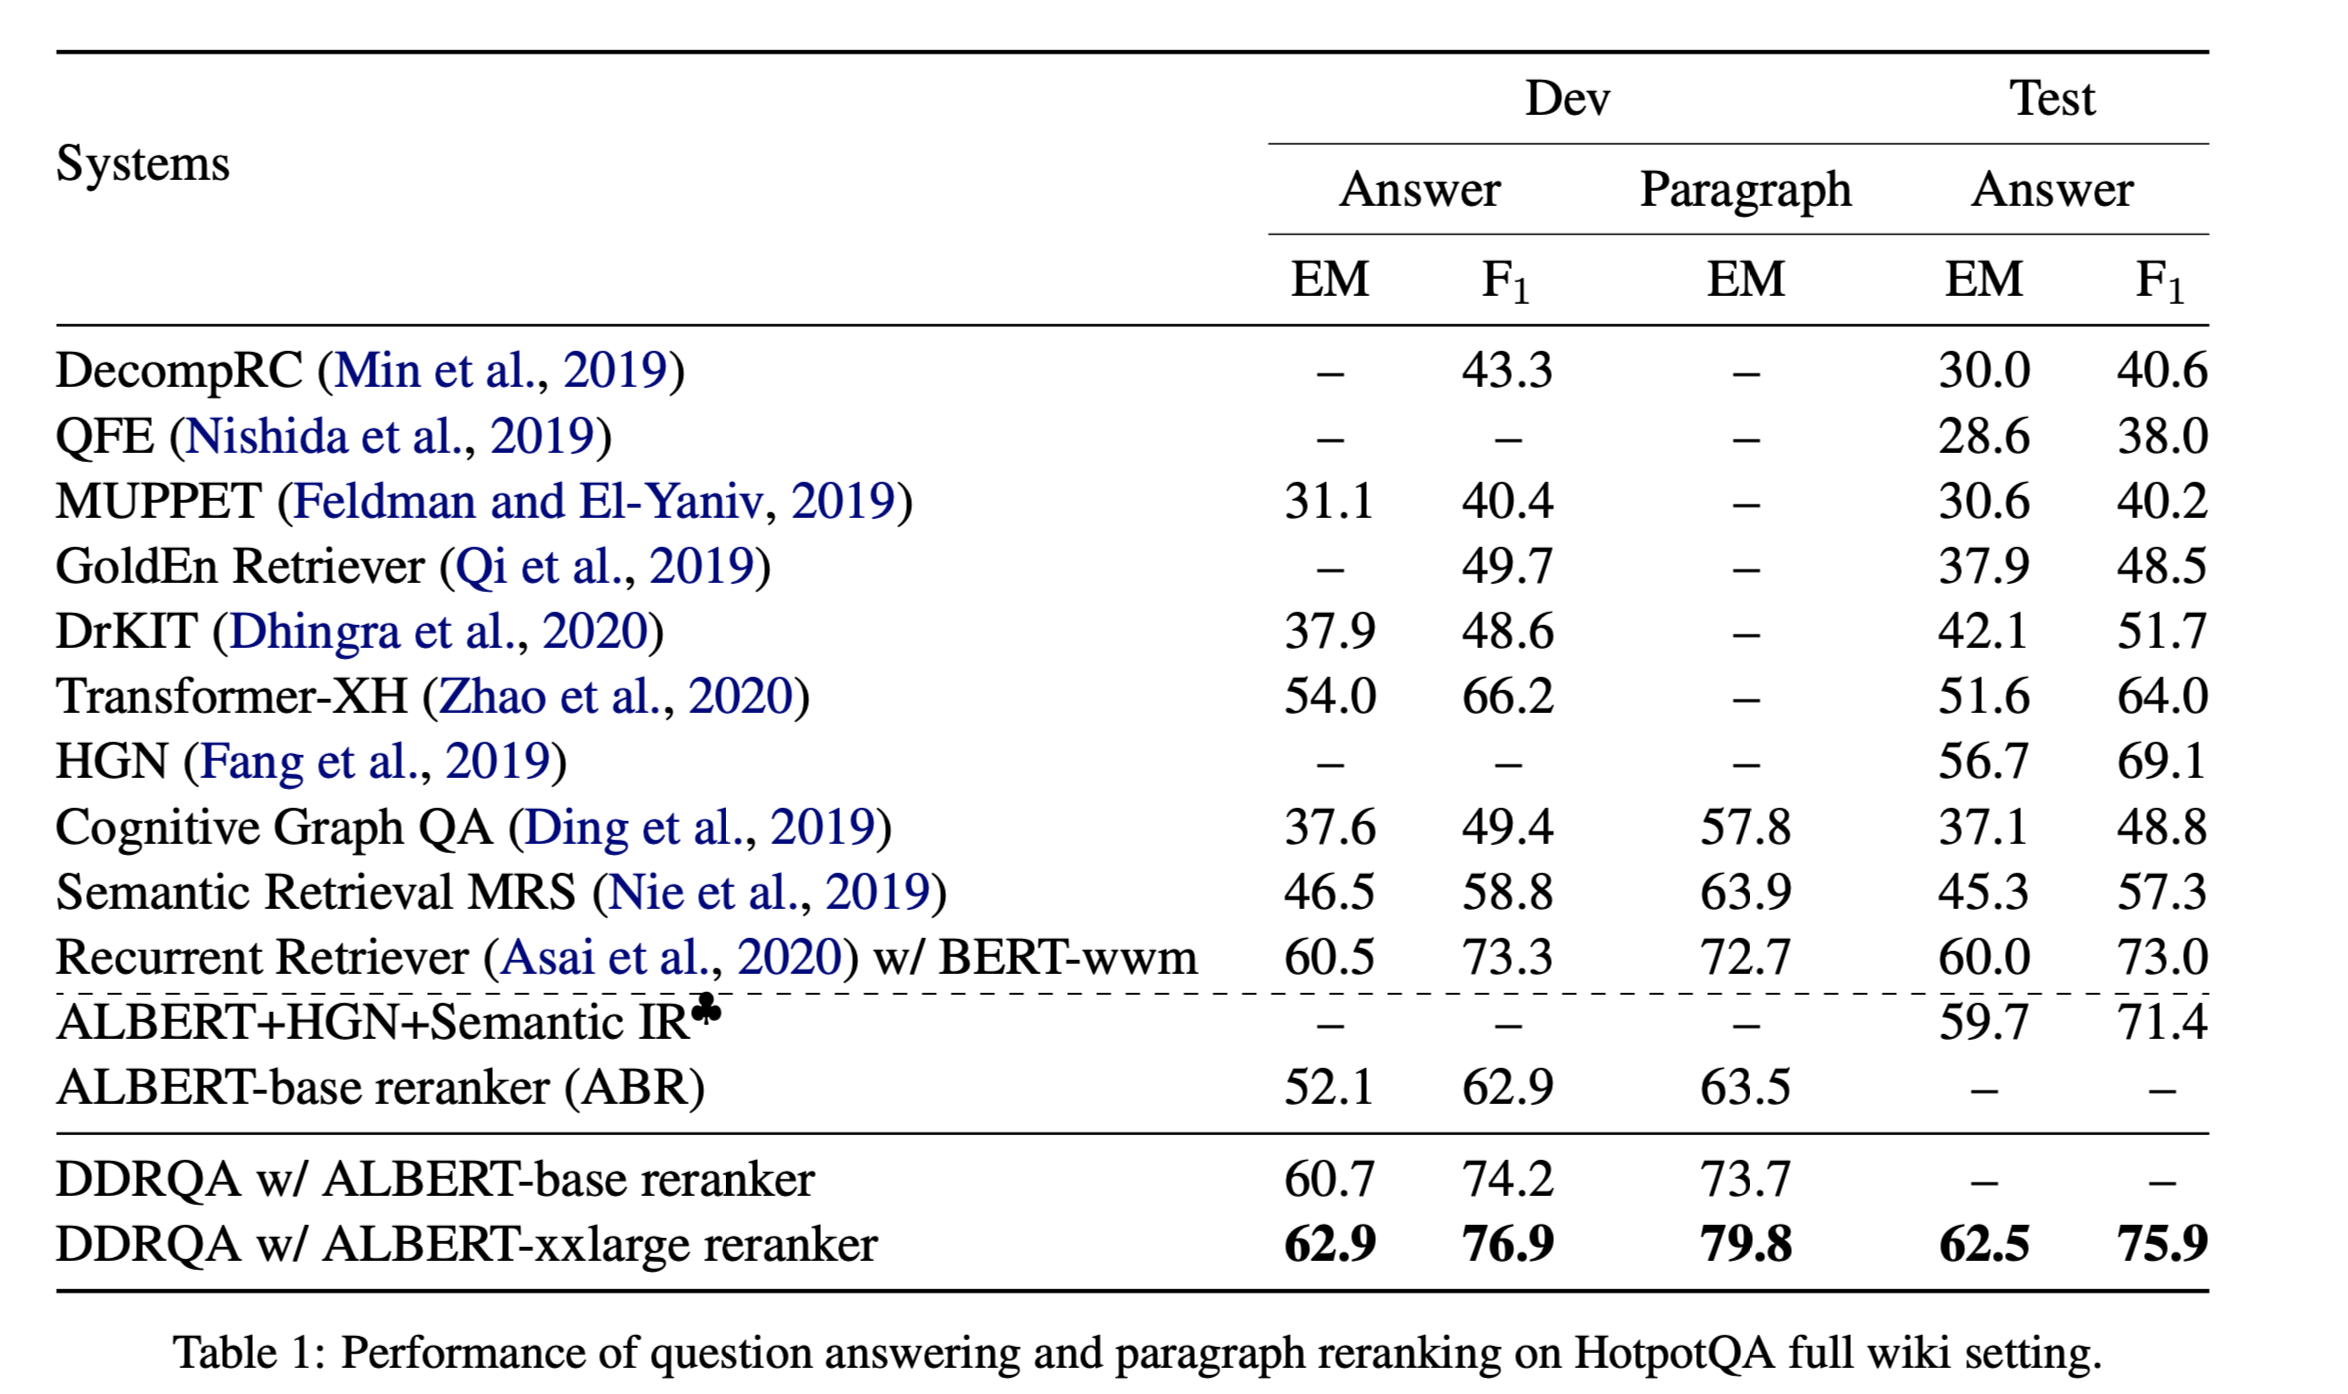 Dev Test
Systems
Answer Paragraph Answer
EM F₁ EM EM F₁
DecompRC (Min et al., 2019) – 43.3 – 30.0 40.6
QFE (Nishida et al., 2019) – – – 28.6 38.0
MUPPET (Feldman and El-Yaniv, 2019) 31.1 40.4 – 30.6 40.2
GoldEn Retriever (Qi et al., 2019) – 49.7 – 37.9 48.5
DrKIT (Dhingra et al., 2020) 37.9 48.6 – 42.1 51.7
Transformer-XH (Zhao et al., 2020) 54.0 66.2 – 51.6 64.0
HGN (Fang et al., 2019) – – – 56.7 69.1
Cognitive Graph QA (Ding et al., 2019) 37.6 49.4 57.8 37.1 48.8
Semantic Retrieval MRS (Nie et al., 2019) 46.5 58.8 63.9 45.3 57.3
Recurrent Retriever (Asai et al., 2020) w/ BERT-wwm 60.5 73.3 72.7 60.0 73.0
ALBERT+HGN+Semantic IR♣ – – – 59.7 71.4
ALBERT-base reranker (ABR) 52.1 62.9 63.5 – –
DDRQA w/ ALBERT-base reranker 60.7 74.2 73.7 – –
DDRQA w/ ALBERT-xxlarge reranker 62.9 76.9 79.8 62.5 75.9
Table 1: Performance of question answering and paragraph reranking on HotpotQA full wiki setting.